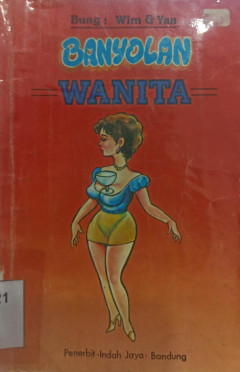 Bung : Wim & Yan
BANYOLAN
WANITA
21
Penerbit-Indah Jaya-Bandung